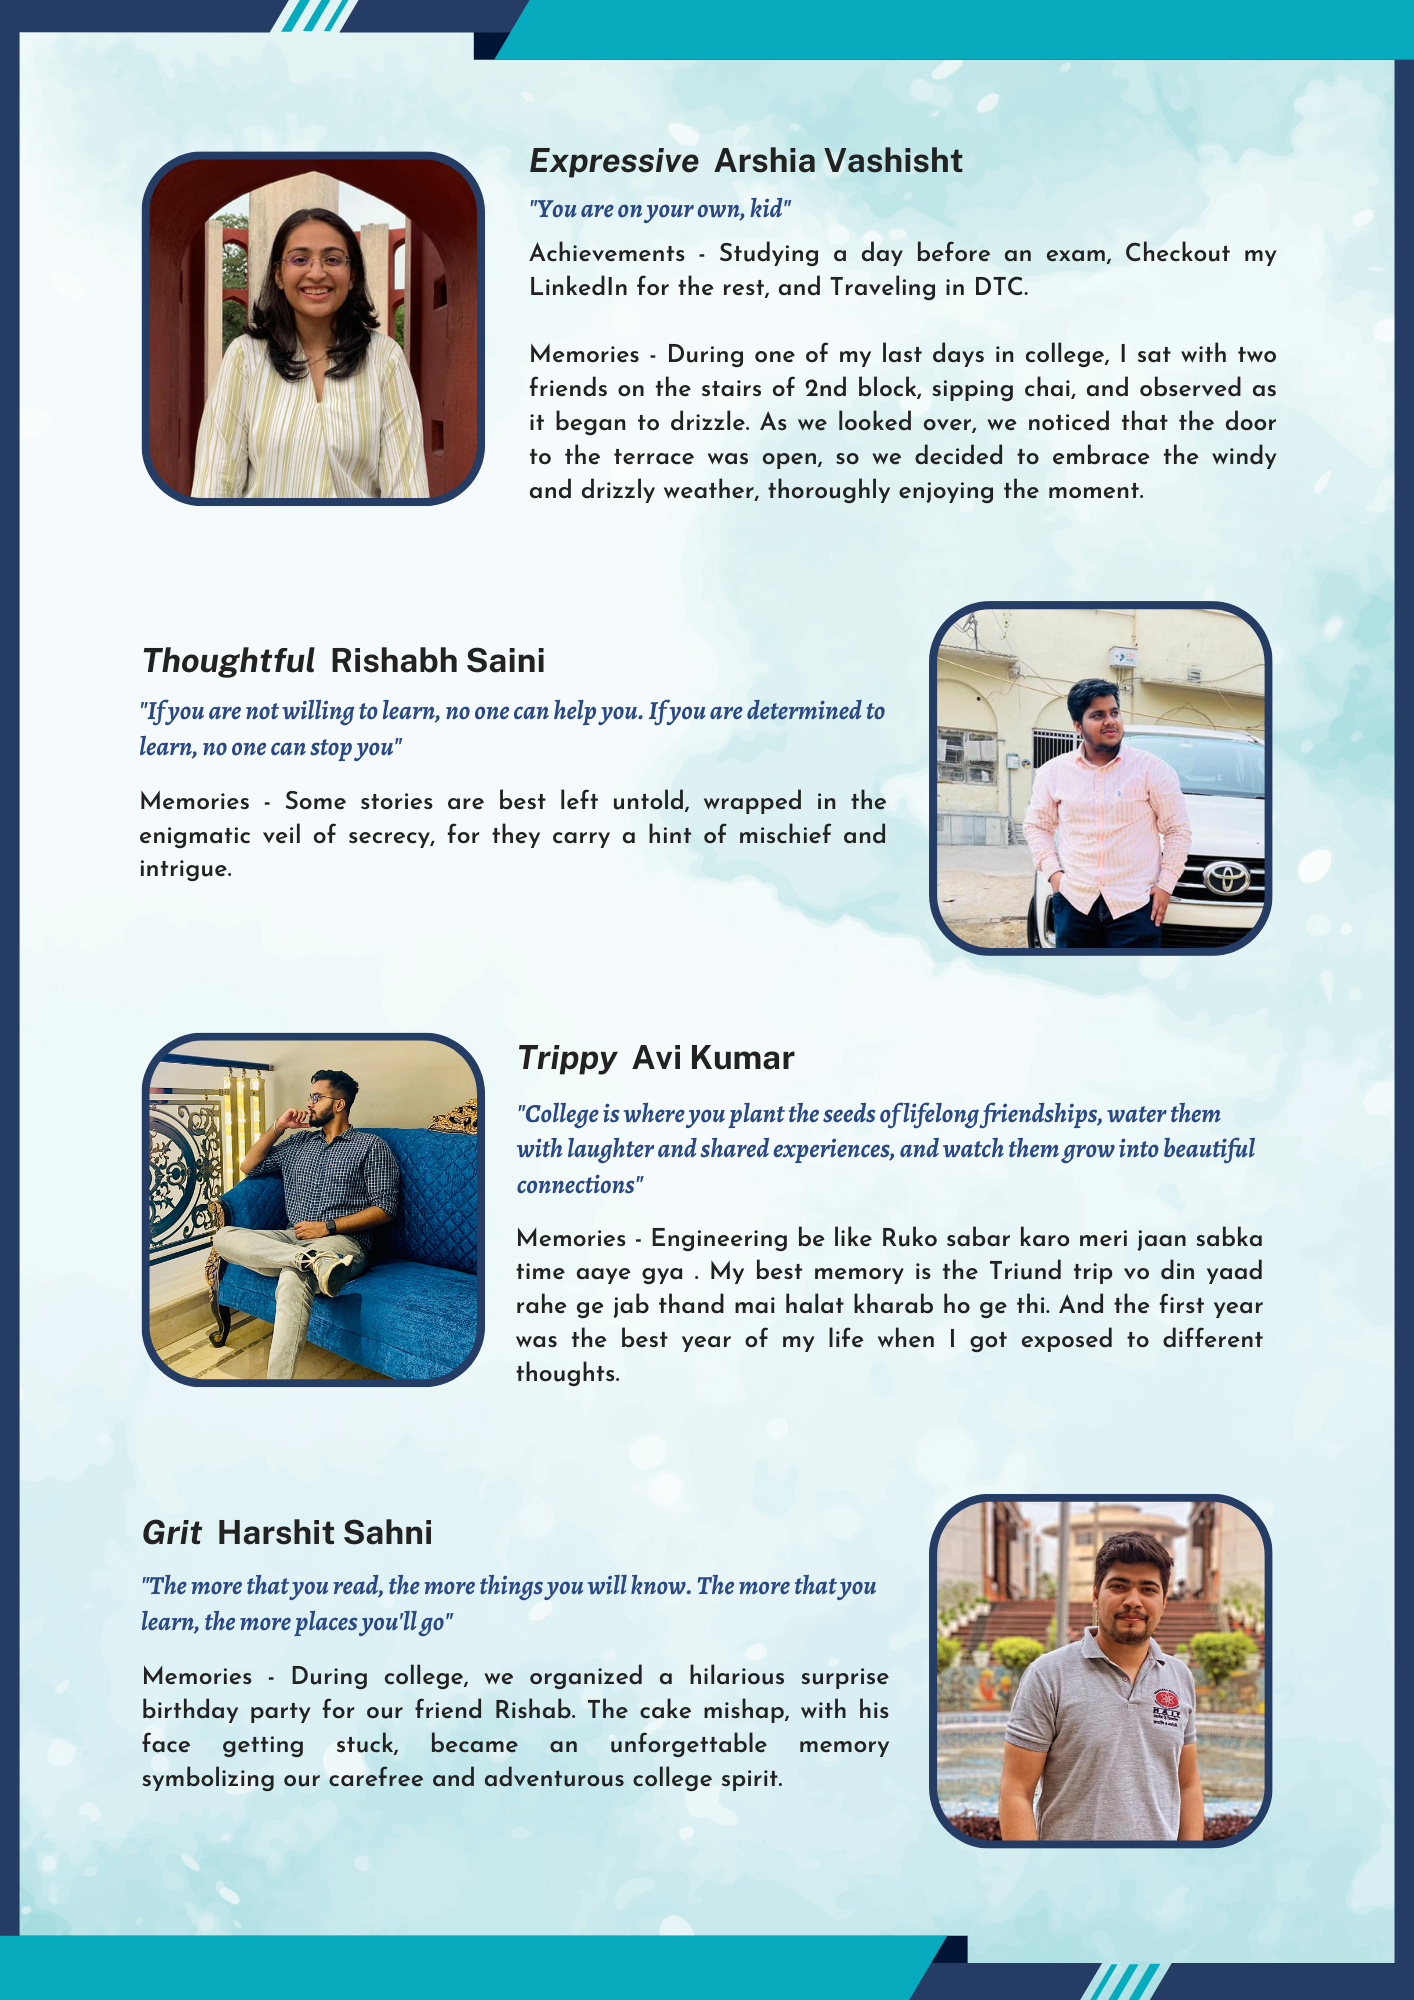 Expressive Arshia Vashisht
"You are on your own, kid"
Achievements - Studying a day before an exam, Checkout my
LinkedIn for the rest, and Traveling in DTC.
Memories - During one of my last days in college, I sat with two
friends on the stairs of 2nd block, sipping chai, and observed as
it began to drizzle. As we looked over, we noticed that the door
to the terrace was open, so we decided to embrace the windy
and drizzly weather, thoroughly enjoying the moment.
Thoughtful Rishabh Saini
"If you are not willing to learn, no one can help you. If you are determined to
learn, no one can stop you"
Memories - Some stories are best left untold, wrapped in the
enigmatic veil of secrecy, for they carry a hint of mischief and
intrigue.
Trippy Avi Kumar
"College is where you plant the seeds of lifelong friendships, water them
with laughter and shared experiences, and watch them grow into beautiful
connections"
Memories - Engineering be like Ruko sabar karo meri jaan sabka
time aaye gya . My best memory is the Triund trip vo din yaad
rahe ge jab thand mai halat kharab ho ge thi. And the first year
was the best year of my life when I got exposed to different
thoughts.
Grit Harshit Sahni
"The more that you read, the more things you will know. The more that you
learn, the more places you'll go"
Memories - During college, we organized a hilarious surprise
birthday party for our friend Rishab. The cake mishap, with his
face getting stuck, became an unforgettable memory
symbolizing our carefree and adventurous college spirit.